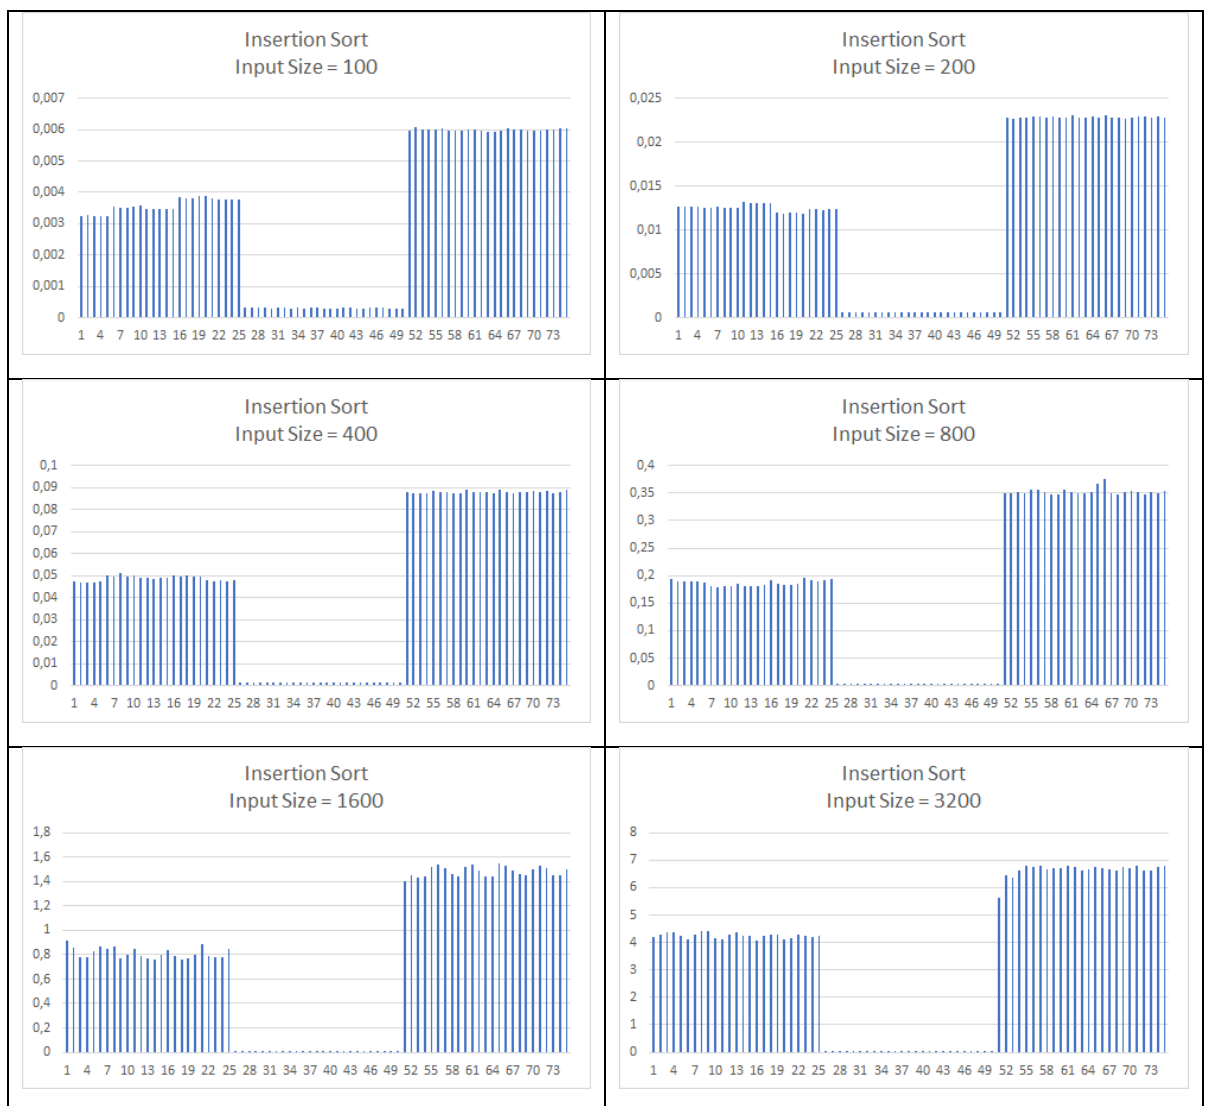 Insertion Sort
Input Size = 100
0,007
0,006
0,005
0,004
0,003
0,002
0,001
0
1 4 7 10 13 16 19 22 25 28 31 34 37 40 43 46 49 52 55 58 61 64 67 70 73
Insertion Sort
Input Size = 200
0,025
0,02
0,015
0,01
0,005
0
1 4 7 10 13 16 19 22 25 28 31 34 37 40 43 46 49 52 55 58 61 64 67 70 73
Insertion Sort
Input Size = 400
0,1
0,09
0,08
0,07
0,06
0,05
0,04
0,03
0,02
0,01
0
1 4 7 10 13 16 19 22 25 28 31 34 37 40 43 46 49 52 55 58 61 64 67 70 73
Insertion Sort
Input Size = 800
0,4
0,35
0,3
0,25
0,2
0,15
0,1
0,05
0
1 4 7 10 13 16 19 22 25 28 31 34 37 40 43 46 49 52 55 58 61 64 67 70 73
Insertion Sort
Input Size = 1600
1,8
1,6
1,4
1,2
1
0,8
0,6
0,4
0,2
0
1 4 7 10 13 16 19 22 25 28 31 34 37 40 43 46 49 52 55 58 61 64 67 70 73
Insertion Sort
Input Size = 3200
8
7
6
5
4
3
2
1
0
1 4 7 10 13 16 19 22 25 28 31 34 37 40 43 46 49 52 55 58 61 64 67 70 73